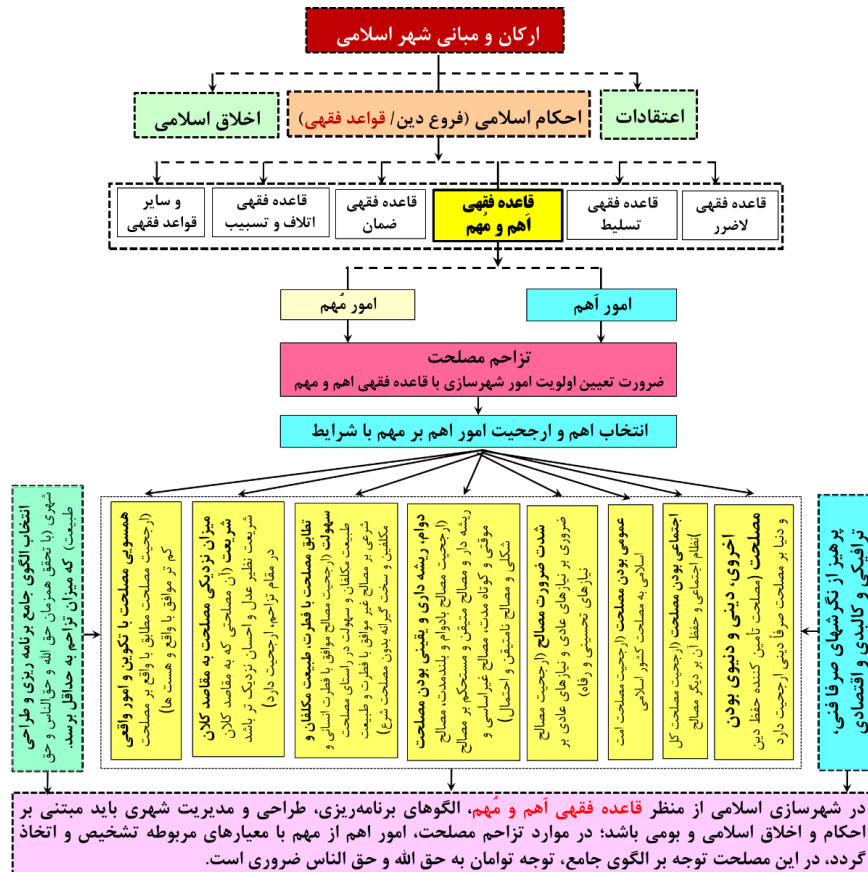 ارکان و مبانی شهر اسلامی
اعتقادات
احکام اسلامی (فروع دین/ قواعد فقهی)
اخلاق اسلامی
قاعده فقهی
لاضرر
قاعده فقهی
تسلیط
قاعده فقهی
اَهم و مُهم
قاعده فقهی
ضمان
قاعده فقهی
اتلاف و تسبیب
و سایر
قواعد فقهی
امور اَهم
امور مُهم
تزاحم مصلحت
ضرورت تعیین اولویت امور شهرسازی با قاعده فقهی اهم و مهم
انتخاب اهم و ارجحیت امور اهم بر مهم با شرایط
پرهیز از نگرشهای صرفا فنی،
ترافیکی و کالبدی و اقتصادی
اخروی، دینی و دنیوی بودن
مصلحت (مصلحت تامین کننده حفظ دین
و دنیا بر مصلحت صرفا دینی ارجحیت دارد
اجتماعی بودن مصلحت (ارجحیت مصلحت کل
)نظام اجتماعی و حفظ آن بر دیگر مصالح
عمومی بودن مصلحت (ارجحیت مصلحت امت
اسلامی به مصلحت کشور اسلامی
شدت ضرورت مصالح (ارجحیت مصالح
ضروری بر نیازهای عادی و نیازهای عادی بر
نیازهای تحسینی و رفاه)
دوام، ریشه داری و یقینی بودن مصلحت
(ارجحیت مصالح بادوام و بلندمدت، مصالح
ریشه دار و مصالح متیقن و مستحکم بر مصالح
موقتی و کوتاه مدت، مصالح غیراساسی و
شکلی و مصالح نامتیقن و احتمال)
تطابق مصلحت با فطرت، طبیعت مکلفان و
سهولت (ارجحیت مصالح موافق با فطرت انسانی و
طبیعت مکلفان و سهولت در راستای مصلحت
شرعی بر مصالح غیر موافق با فطرت و طبیعت
مکلفین و سخت گیرانه بدون مصلحت شرع)
میزان نزدیکی مصلحت به مقاصد کلان
شریعت (آن مصلحتی که به مقاصد کلان
شریعت نظیر عدل و احسان نزدیک تر باشد
در مقام تزاحم، ارجحیت دارد)
همسویی مصلحت با تکوین و امور واقعی
(ارجحیت مصلحت مطابق با واقع بر مصلحت
کم تر موافق با واقع و هست ها)
انتخاب الگوی جامع برنامه ریزی و طراحی
شهری (با تحقق همزمان حق الله و حق‌الناس و حق
طبیعت) که میزان تزاحم به حداقل برسد.
در شهرسازی اسلامی از منظر قاعده فقهی اَهم و مُهم، الگوهای برنامه‌ریزی، طراحی و مدیریت شهری باید مبتنی بر
احکام و اخلاق اسلامی و بومی باشد؛ در موارد تزاحم مصلحت، امور اهم از مهم با معیارهای مربوطه تشخیص و اتخاذ
گردد، در این مصلحت توجه بر الگوی جامع، توجه توامان به حق الله و حق الناس ضروری است.